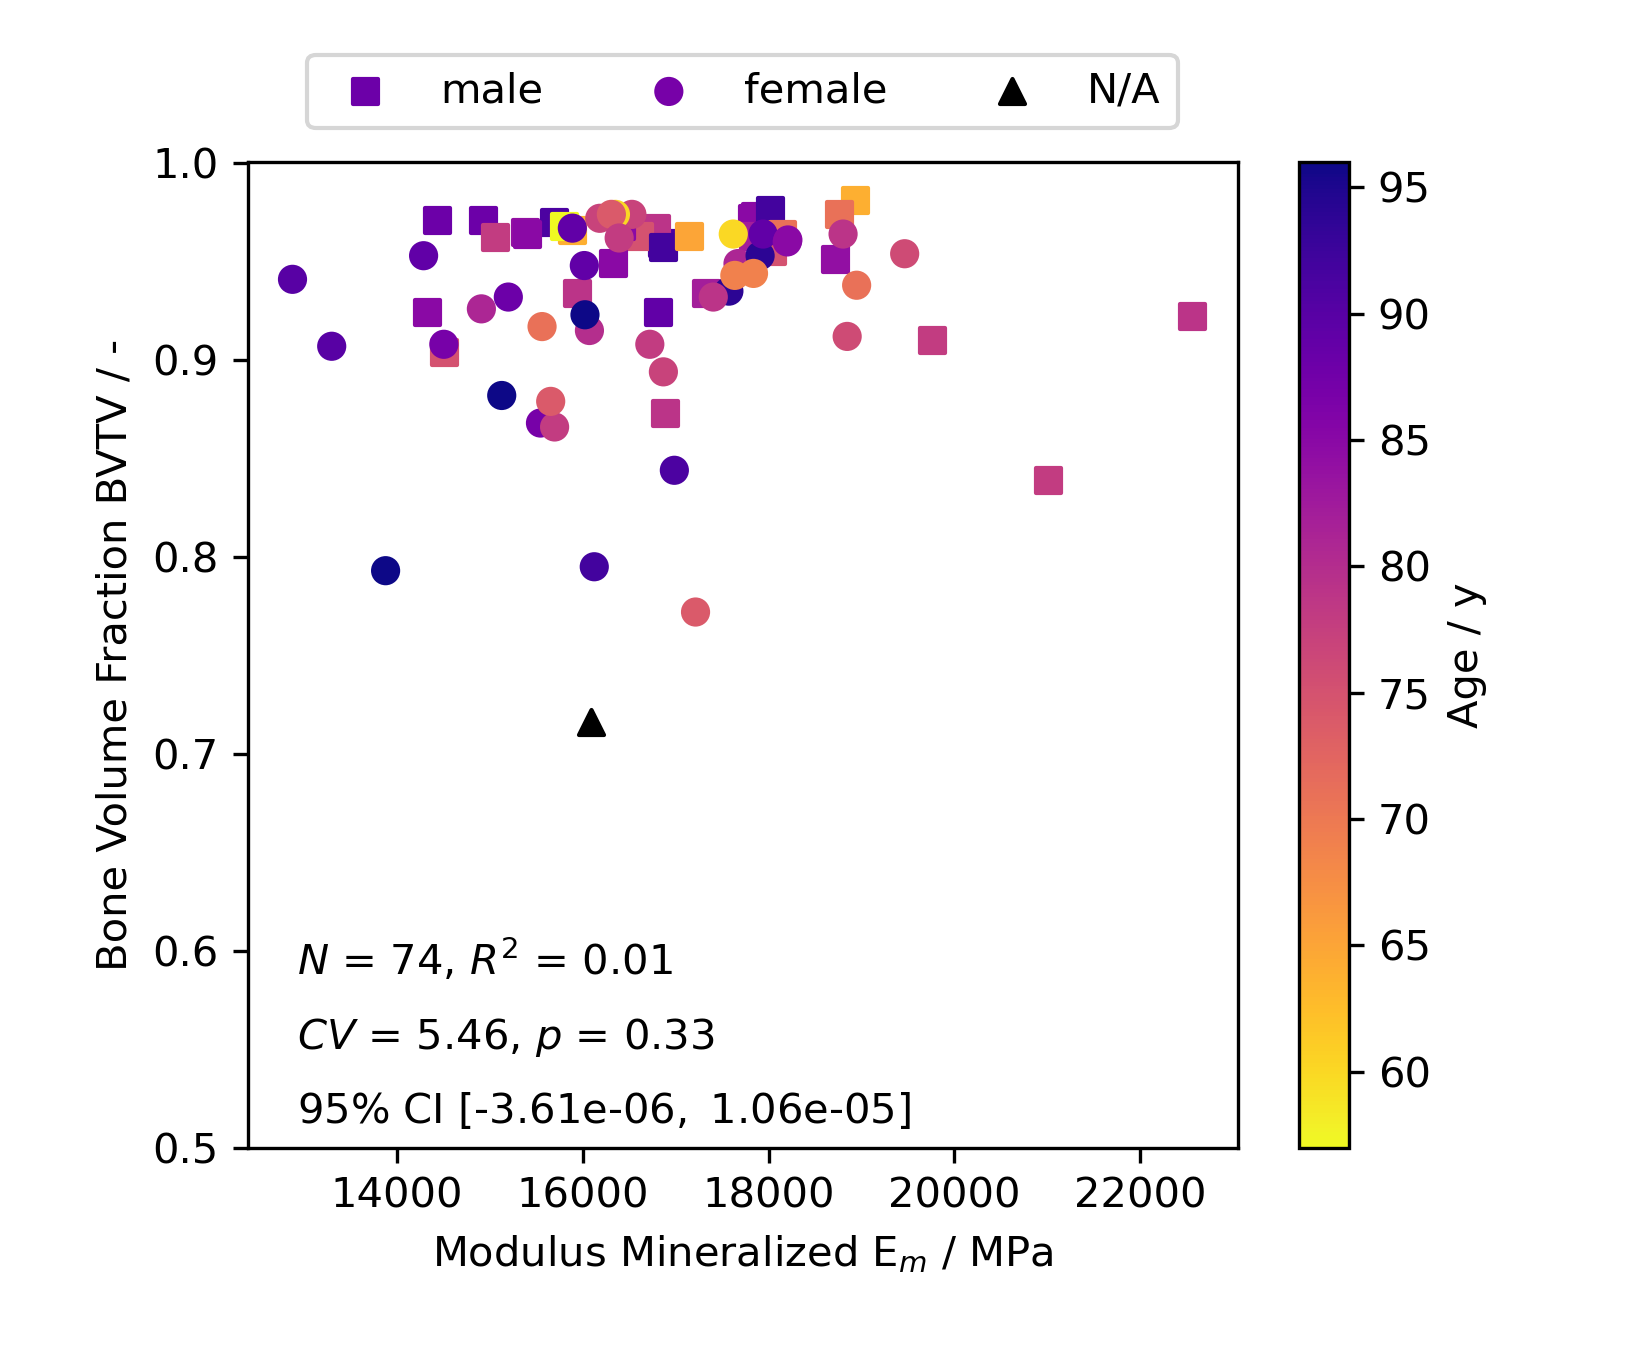 male female N/A
1.0
0.9
0.8
0.7
0.6
0.5
Bone Volume Fraction BVTV / -
N = 74, R² = 0.01
CV = 5.46, p = 0.33
95% CI [-3.61e-06, 1.06e-05]
14000 16000 18000 20000 22000
Modulus Mineralized Eₘ / MPa
95
90
85
80
75
70
65
60
Age / y